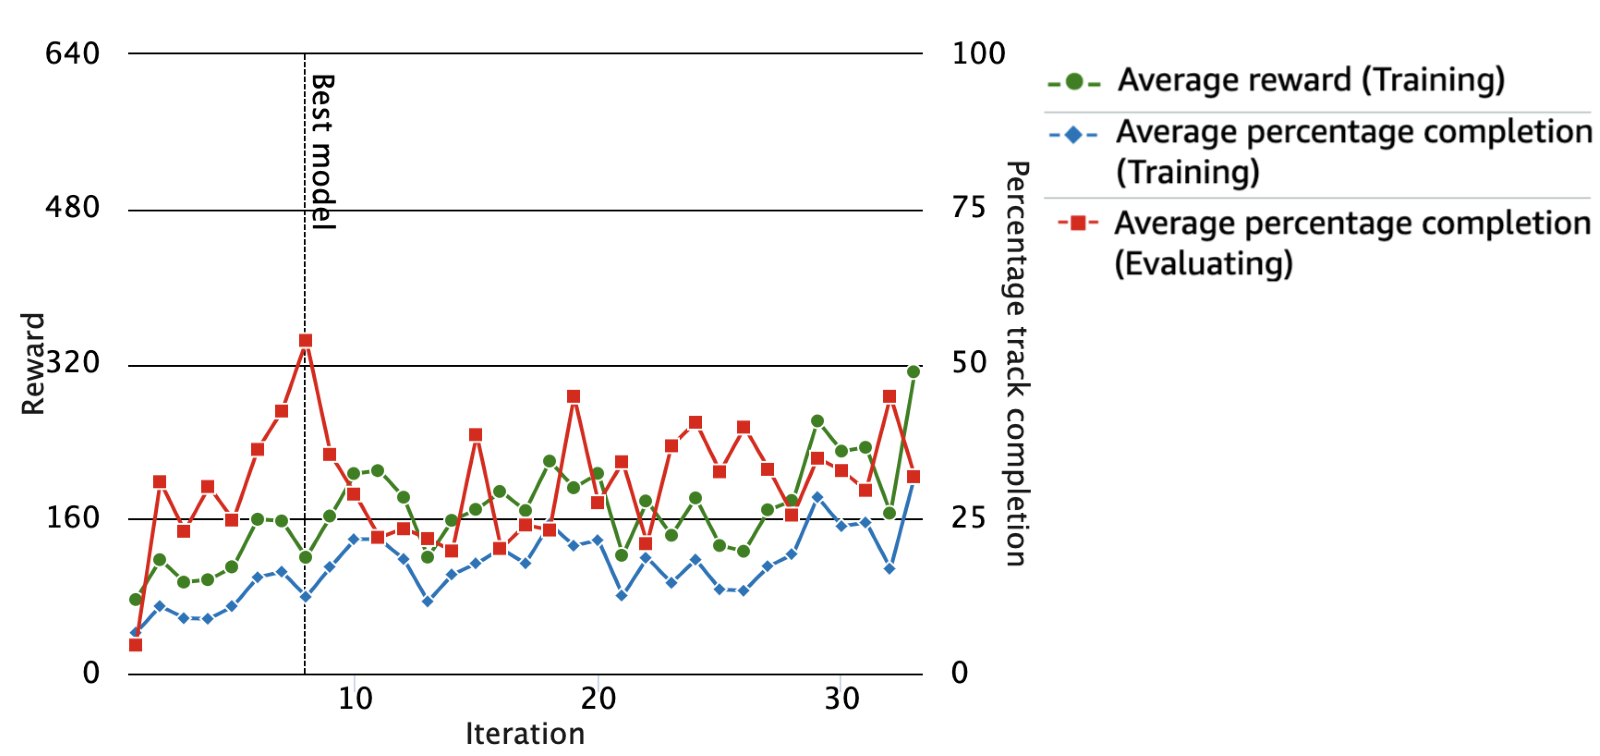 640
480
320
160
0
Reward
Best model
100
75
50
25
0
Percentage track completion
10
20
30
Iteration
Average reward (Training)
Average percentage completion
(Training)
Average percentage completion
(Evaluating)